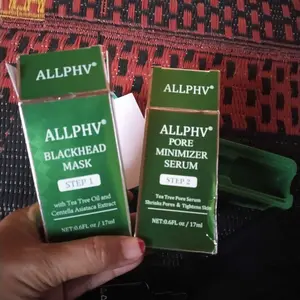 ALLPHV®
ALLPHV®
BLACKHEAD
MASK
STEP 1
with Tea Tree Oil and
Centella Asiataca Extract
NET:0.6Fl. oz / 17ml
ALLPHV®
ALLPHV®
PORE
MINIMIZER
SERUM
STEP 2
Tea Tree Pore Serum
Shrinks Pores & Tightens Skin
NET:0.6FL oz / 17ml